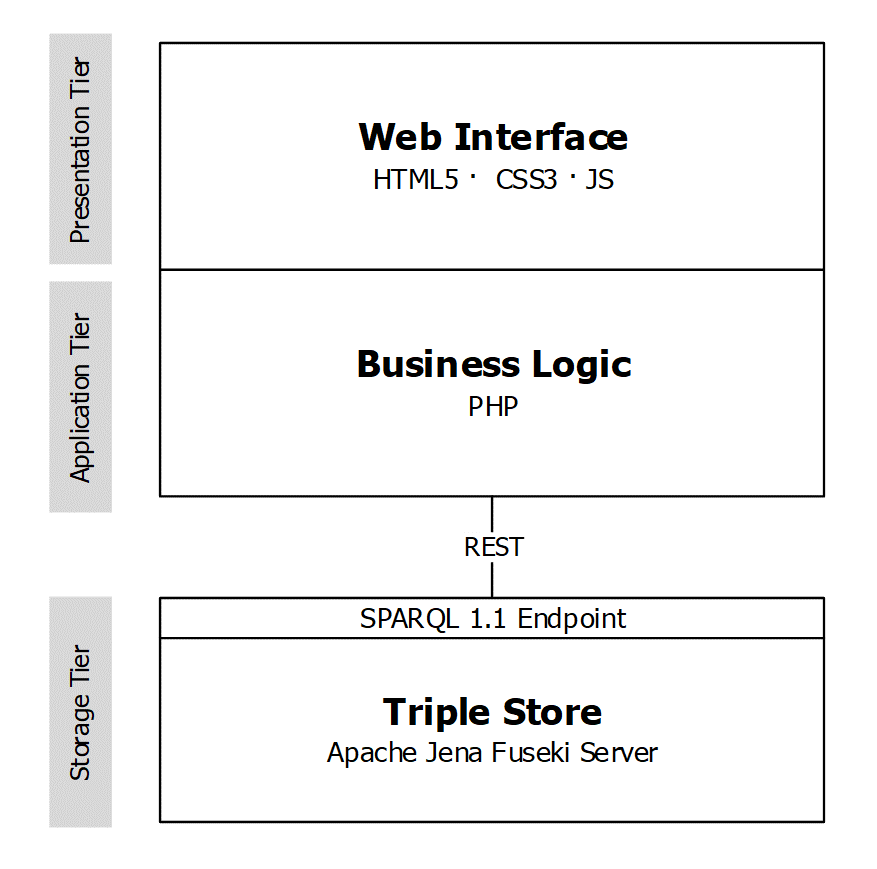 Presentation Tier
Web Interface
HTML5 · CSS3 · JS
Application Tier
Business Logic
PHP
REST
Storage Tier
SPARQL 1.1 Endpoint
Triple Store
Apache Jena Fuseki Server